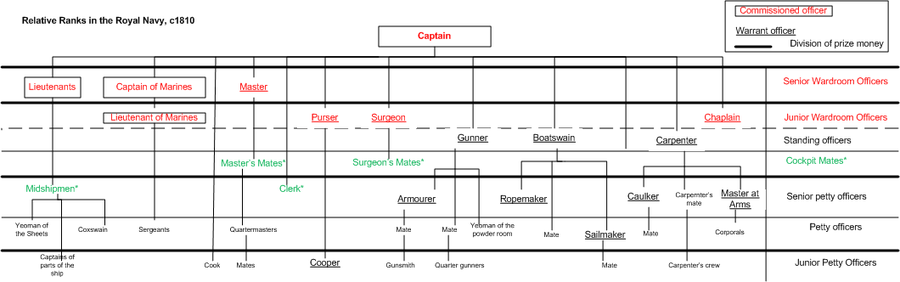 Relative Ranks in the Royal Navy, c1810
Commissioned officer
Warrant officer
Division of prize money
Captain
Lieutenants
Captain of Marines
Master
Senior Wardroom Officers
Lieutenant of Marines
Purser
Surgeon
Chaplain
Junior Wardroom Officers
Gunner
Boatswain
Carpenter
Standing officers
Master's Mates*
Surgeon's Mates*
Cockpit Mates*
Midshipmen*
Clerk*
Armourer
Ropemaker
Caulker
Carpernter's
mate
Master at
Arms
Senior petty officers
Yeoman of
the Sheets
Coxswain
Sergeants
Quartermasters
Mate
Mate
Yeoman of the
powder room
Mate
Sailmaker
Mate
Corporals
Petty officers
Captains of
parts of the
ship
Cook
Mates
Cooper
Gunsmith
Quarter gunners
Mate
Carpenter's crew
Junior Petty Officers